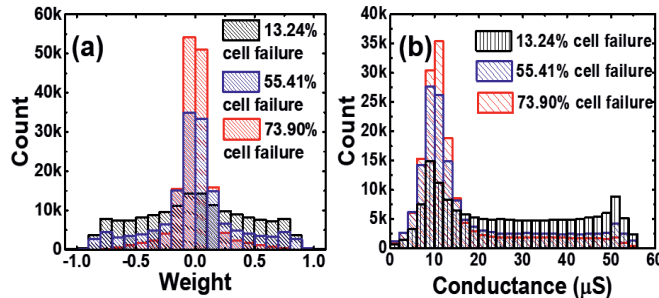 (a)
13.24%
cell failure
55.41%
cell failure
73.90%
cell failure
60k
50k
40k
30k
20k
10k
0
Count
-1.0
-0.5
0.0
0.5
1.0
Weight
(b)
13.24% cell failure
55.41% cell failure
73.90% cell failure
40k
35k
30k
25k
20k
15k
10k
5k
0
Count
0
10
20
30
40
50
60
Conductance (µS)